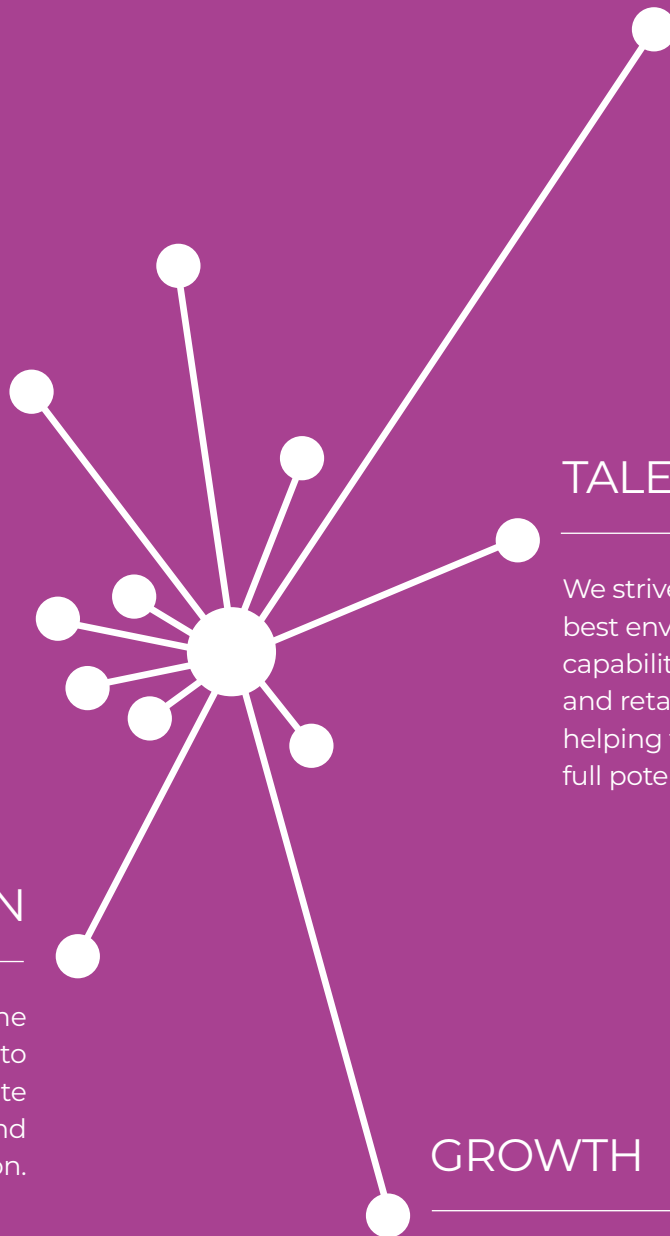 TALE
We strive
best env
capabilit
and reta
helping
full pote
N
ne
to
te
nd
on.
GROWTH